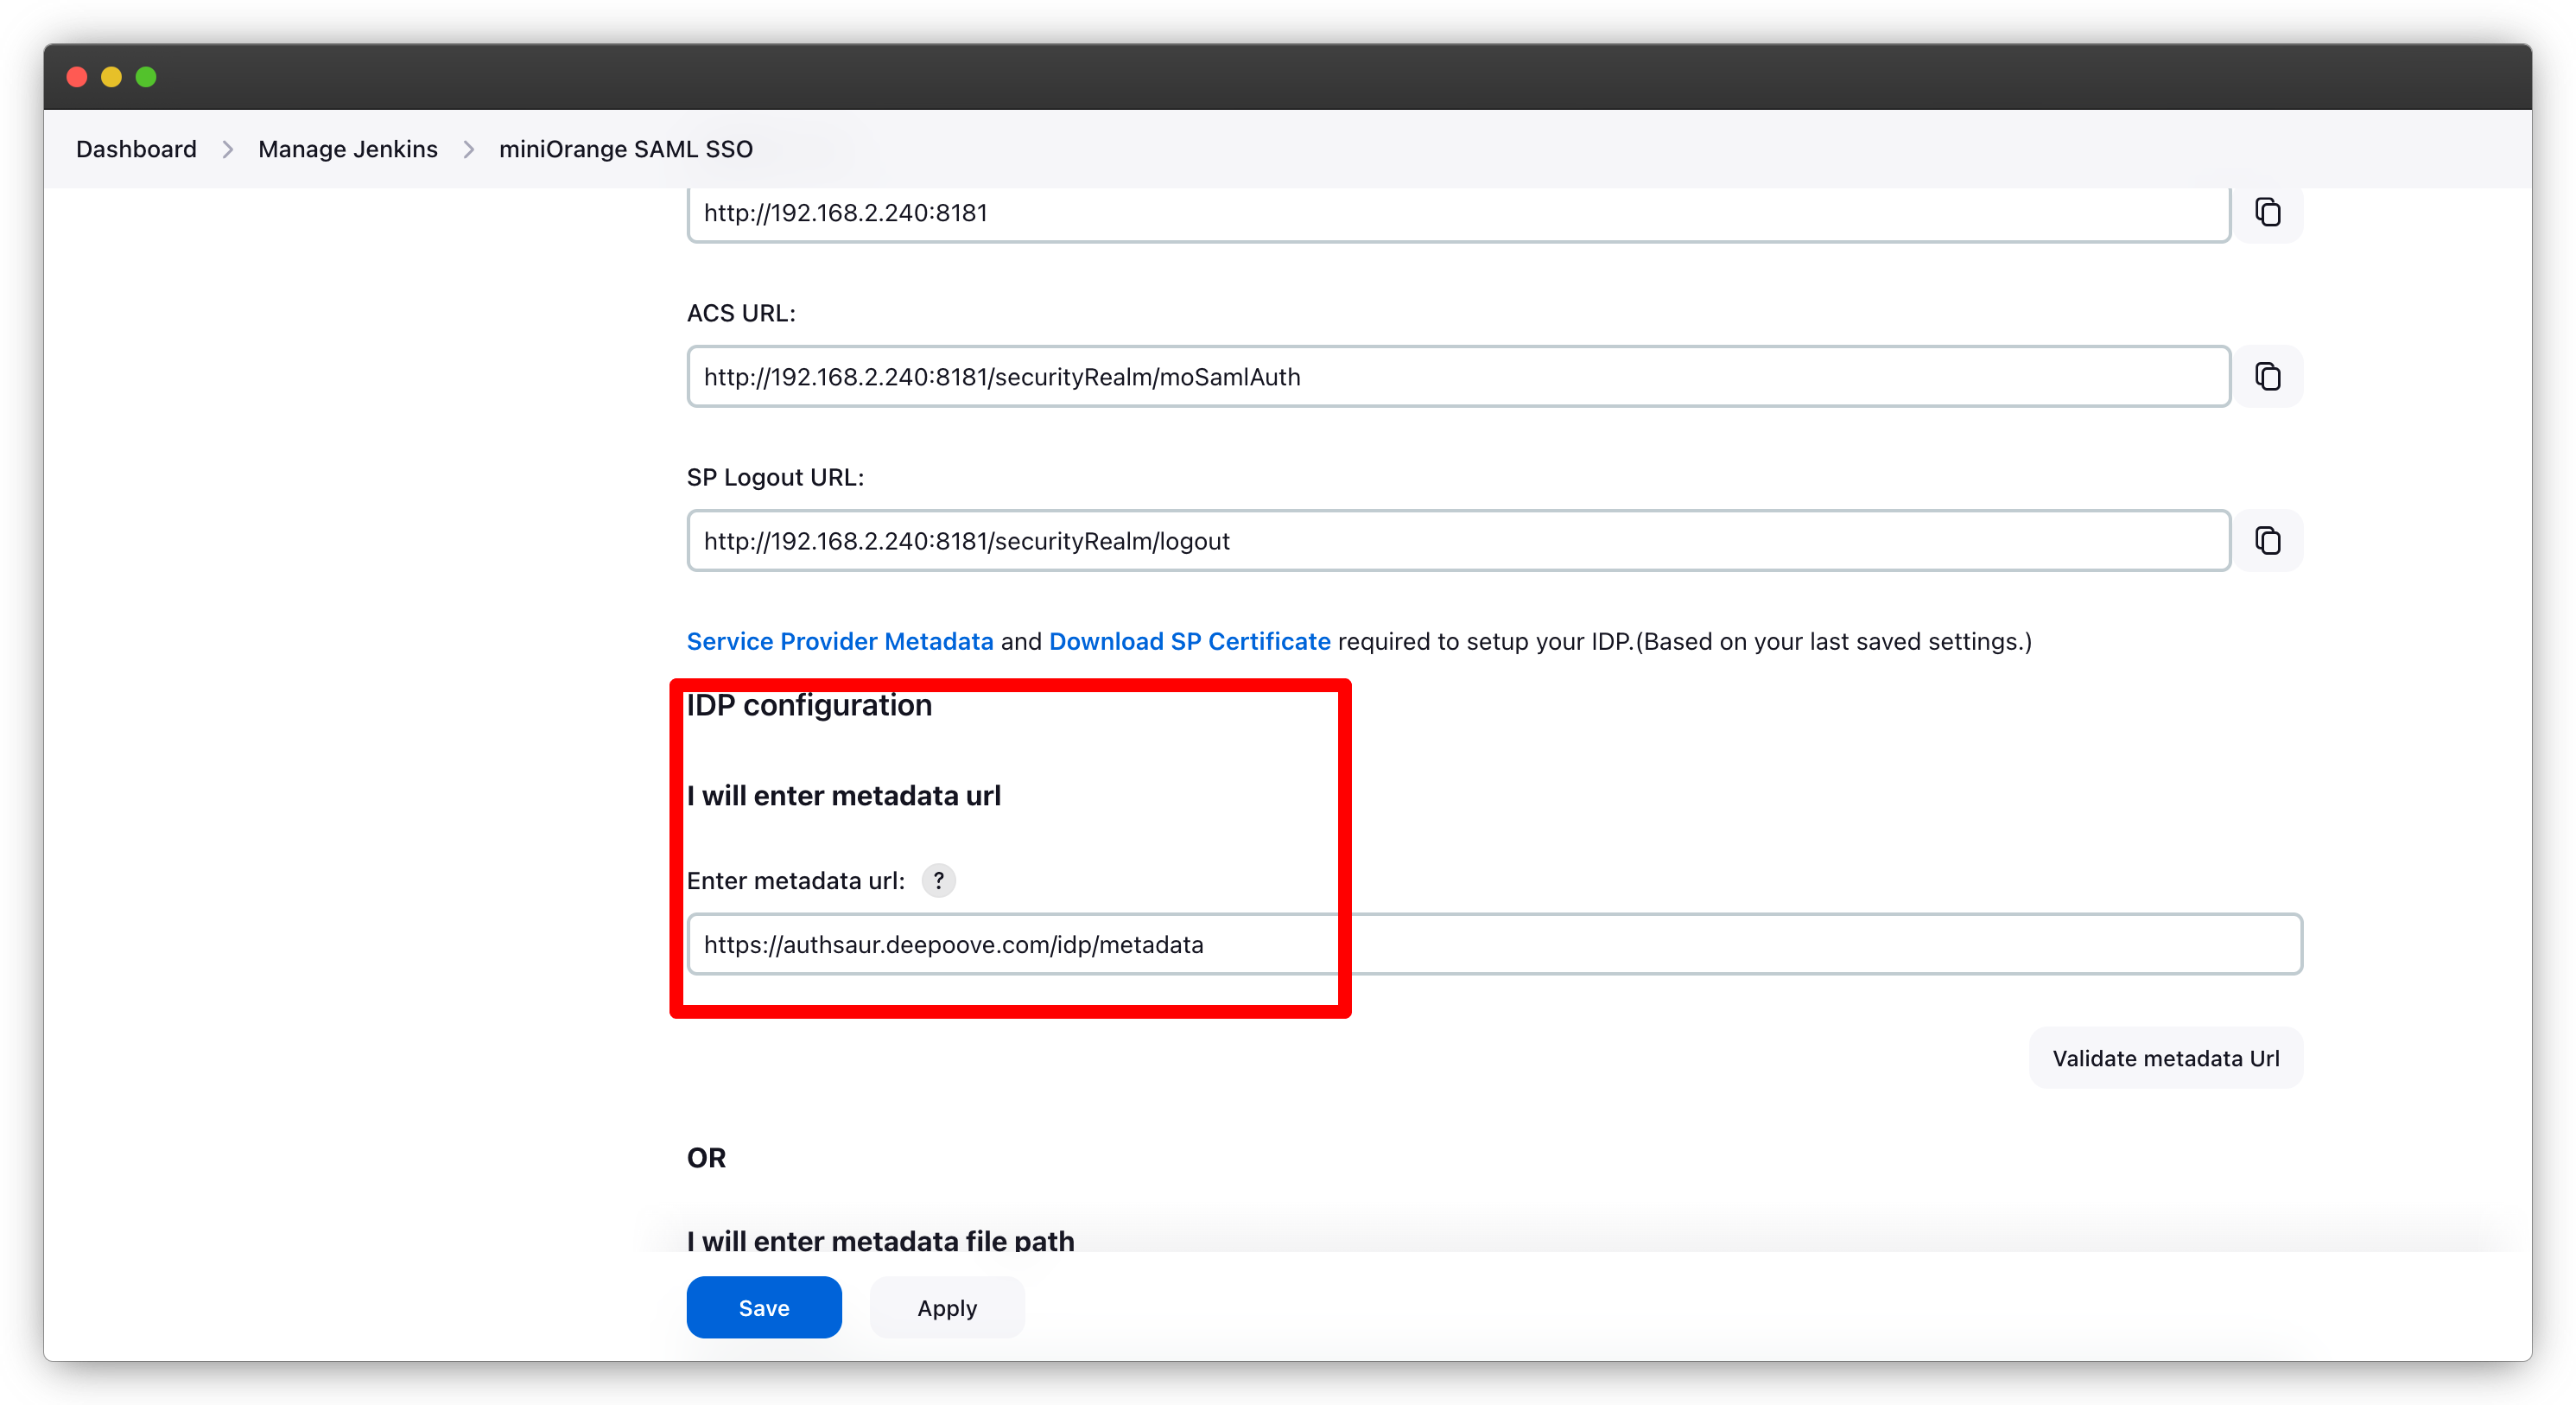 Dashboard > Manage Jenkins > miniOrange SAML SSO
http://192.168.2.240:8181
ACS URL:
http://192.168.2.240:8181/securityRealm/moSamlAuth
SP Logout URL:
http://192.168.2.240:8181/securityRealm/logout
Service Provider Metadata and Download SP Certificate required to setup your IDP.(Based on your last saved settings.)
IDP configuration
I will enter metadata url
Enter metadata url: ?
https://authsaur.deepoove.com/idp/metadata
Validate metadata Url
OR
I will enter metadata file path
Save Apply